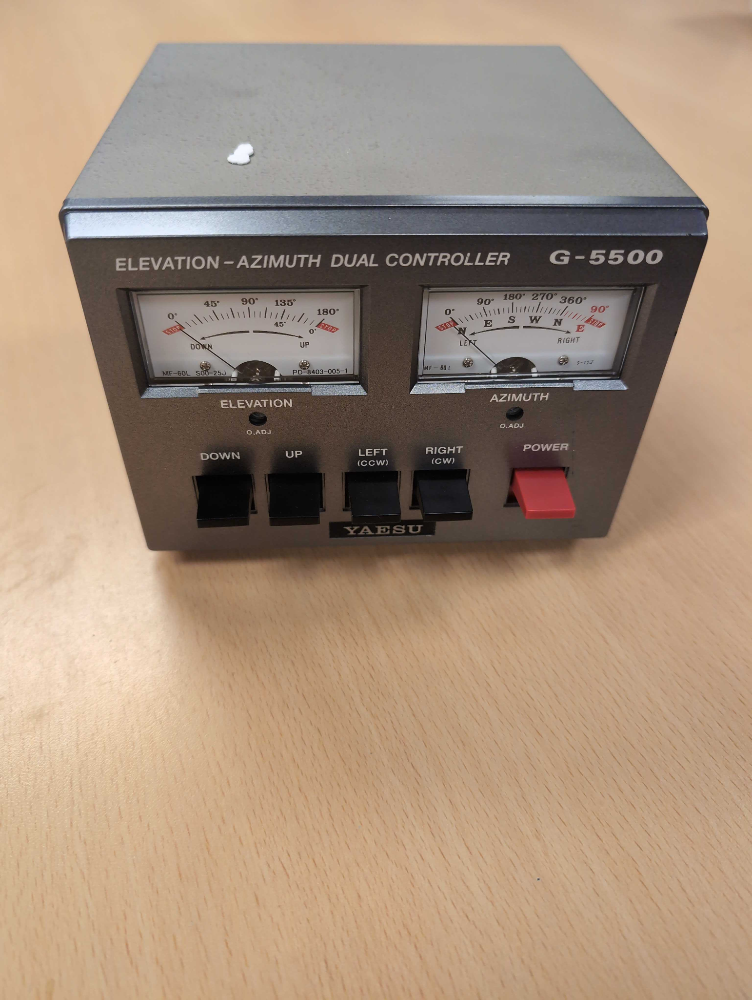 ELEVATION-AZIMUTH DUAL CONTROLLER G-5500
0° 45° 90° 135° 180°
STOP 45° 0° STOP
DOWN UP
MF-60L S00-25J PD-8403-005-1
0° 90° 180° 270° 360° 90°
STOP N E S W N E STOP
LEFT RIGHT
MF-60L S-12J
ELEVATION
O.ADJ
AZIMUTH
O.ADJ
DOWN UP LEFT (CCW) RIGHT (CW) POWER
YAESU